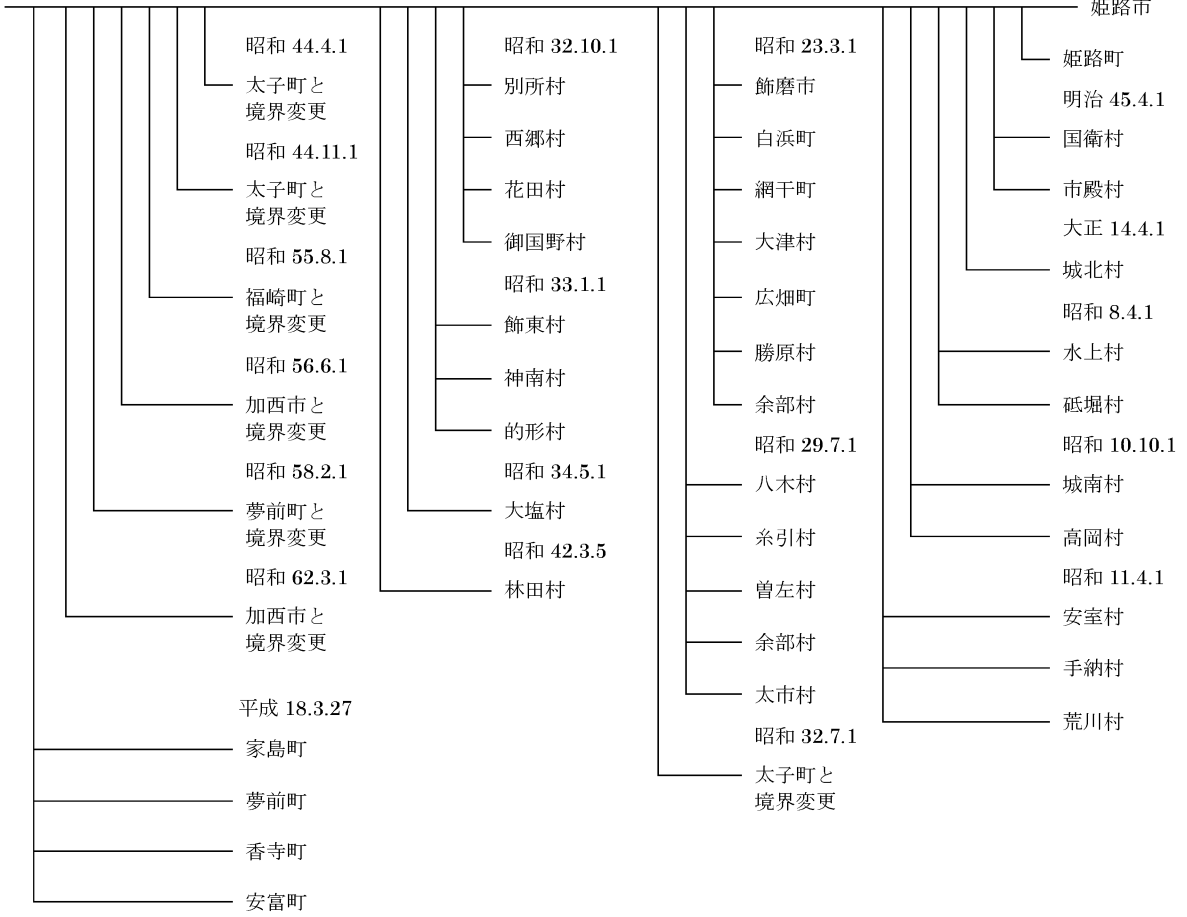 姫路市
姫路町
明治 45.4.1
国衛村
市殿村
大正 14.4.1
城北村
昭和 8.4.1
水上村
砥堀村
昭和 10.10.1
城南村
高岡村
昭和 11.4.1
安室村
手納村
荒川村
昭和 23.3.1
飾磨市
白浜町
網干町
大津村
広畑町
勝原村
余部村
昭和 29.7.1
八木村
糸引村
曽左村
余部村
太市村
昭和 32.7.1
太子町と
境界変更
昭和 32.10.1
別所村
西郷村
花田村
御国野村
昭和 33.1.1
飾東村
神南村
的形村
昭和 34.5.1
大塩村
昭和 42.3.5
林田村
昭和 44.4.1
太子町と
境界変更
昭和 44.11.1
太子町と
境界変更
昭和 55.8.1
福崎町と
境界変更
昭和 56.6.1
加西市と
境界変更
昭和 58.2.1
夢前町と
境界変更
昭和 62.3.1
加西市と
境界変更
平成 18.3.27
家島町
夢前町
香寺町
安富町